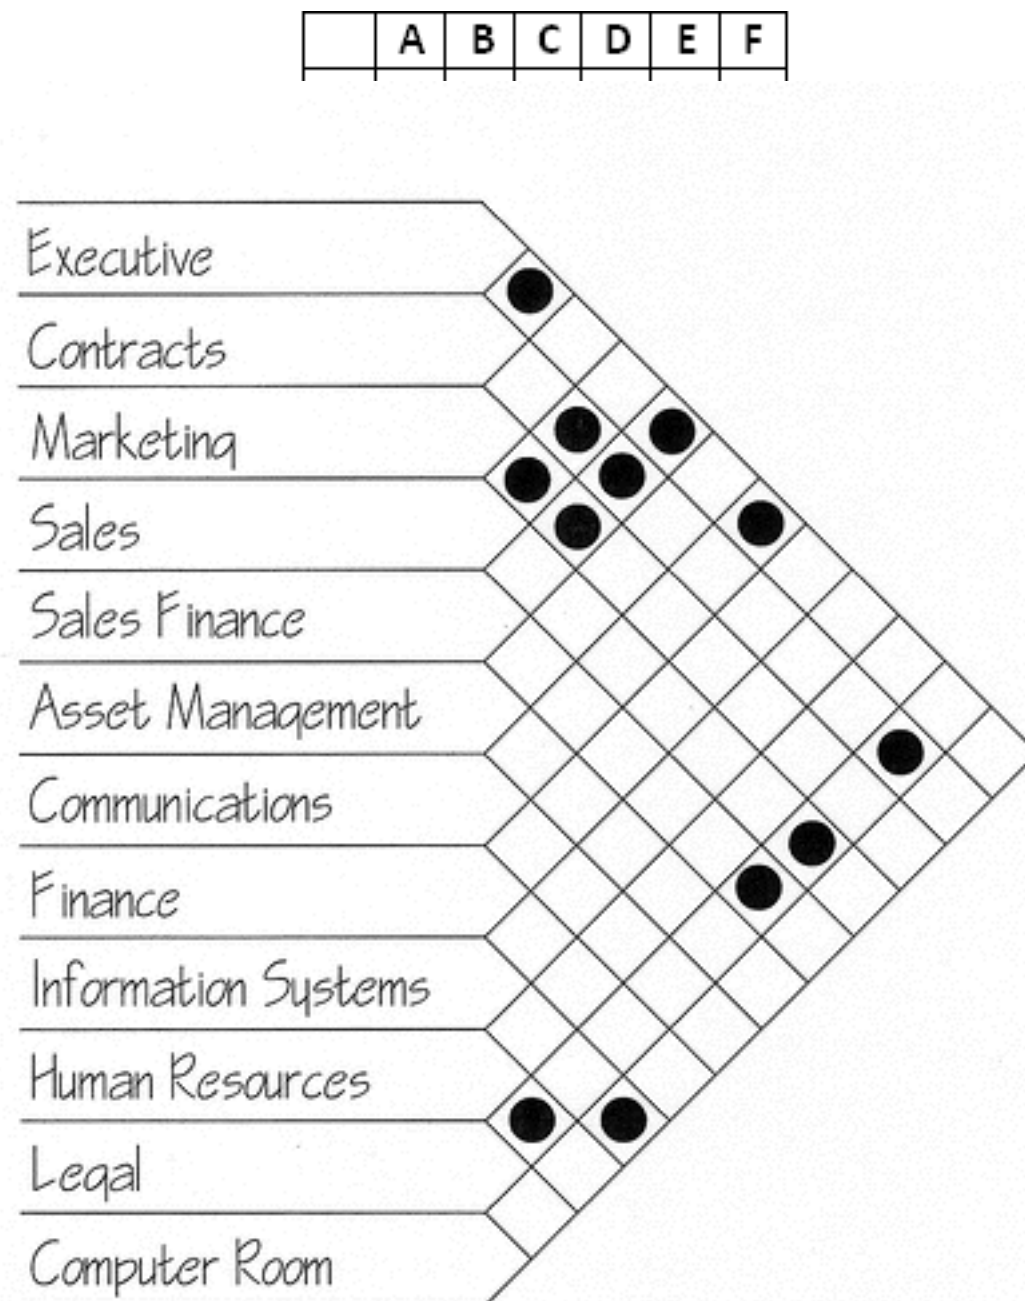 A B C D E F
Executive
Contracts
Marketing
Sales
Sales Finance
Asset Management
Communications
Finance
Information Systems
Human Resources
Legal
Computer Room